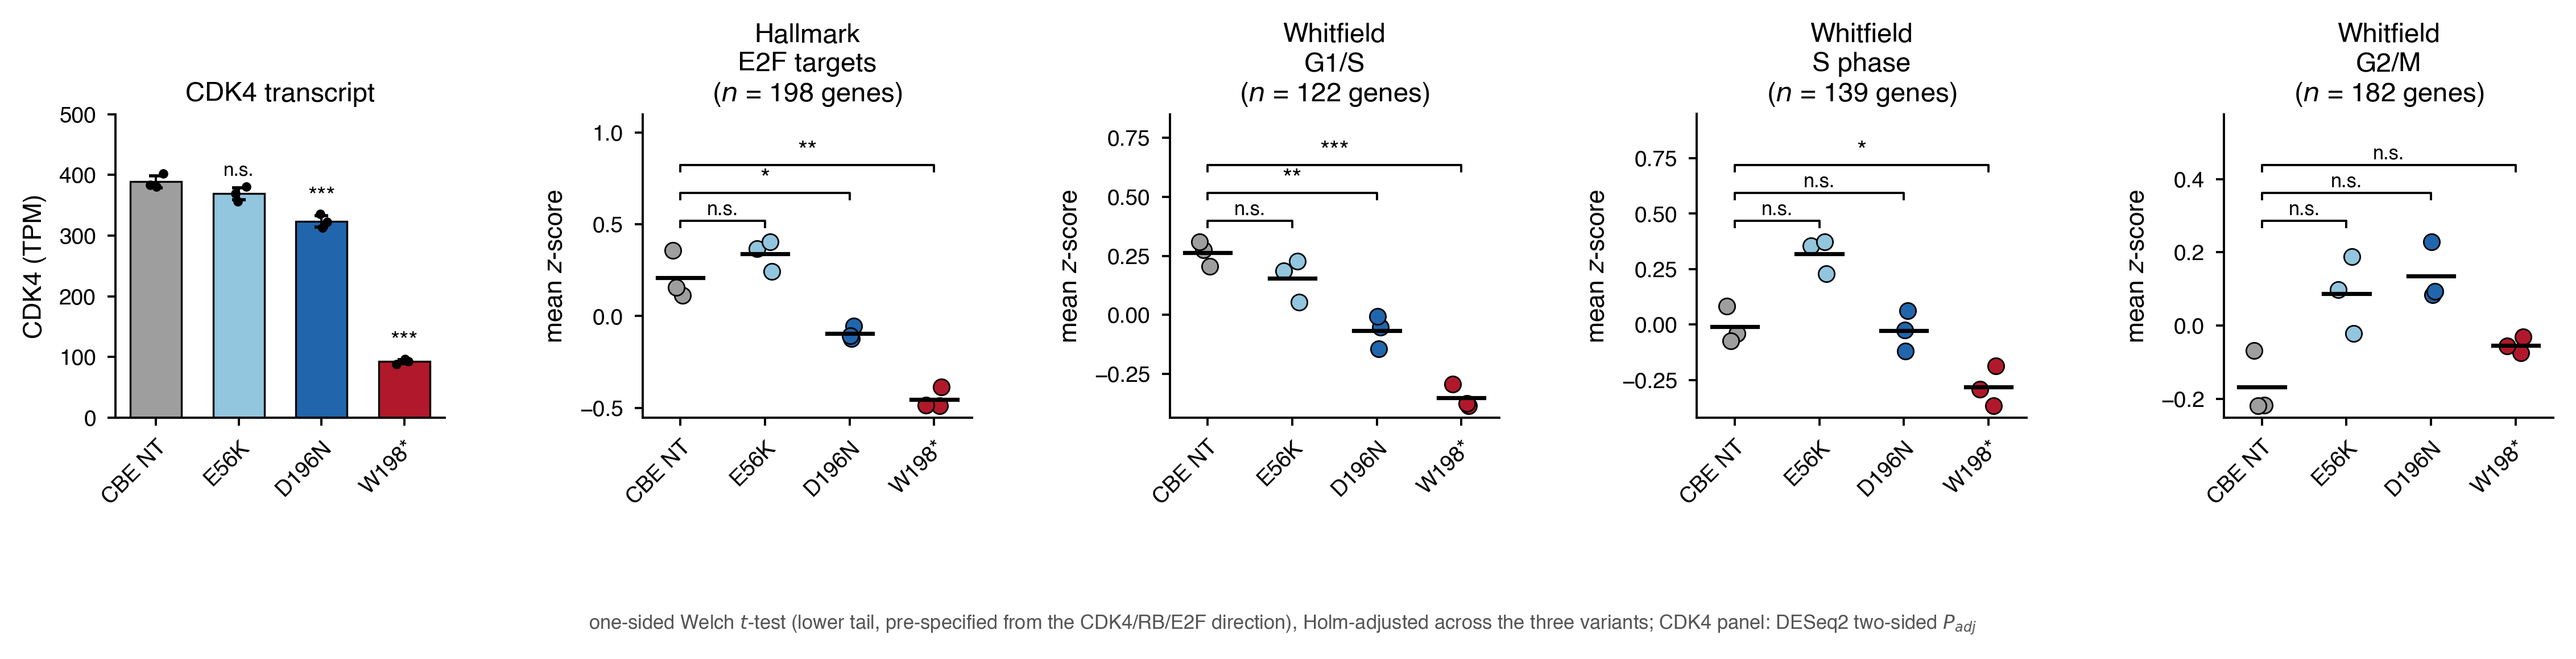 CDK4 transcript
CDK4 (TPM)
500
400
300
200
100
0
n.s.
***
***
CBE NT
E56K
D196N
W198*
Hallmark
E2F targets
(n = 198 genes)
mean z-score
1.0
0.5
0.0
−0.5
**
*
n.s.
CBE NT
E56K
D196N
W198*
Whitfield
G1/S
(n = 122 genes)
mean z-score
0.75
0.50
0.25
0.00
−0.25
***
**
n.s.
CBE NT
E56K
D196N
W198*
Whitfield
S phase
(n = 139 genes)
mean z-score
0.75
0.50
0.25
0.00
−0.25
*
n.s.
n.s.
CBE NT
E56K
D196N
W198*
Whitfield
G2/M
(n = 182 genes)
mean z-score
0.4
0.2
0.0
−0.2
n.s.
n.s.
n.s.
CBE NT
E56K
D196N
W198*
one-sided Welch t-test (lower tail, pre-specified from the CDK4/RB/E2F direction), Holm-adjusted across the three variants; CDK4 panel: DESeq2 two-sided Padj